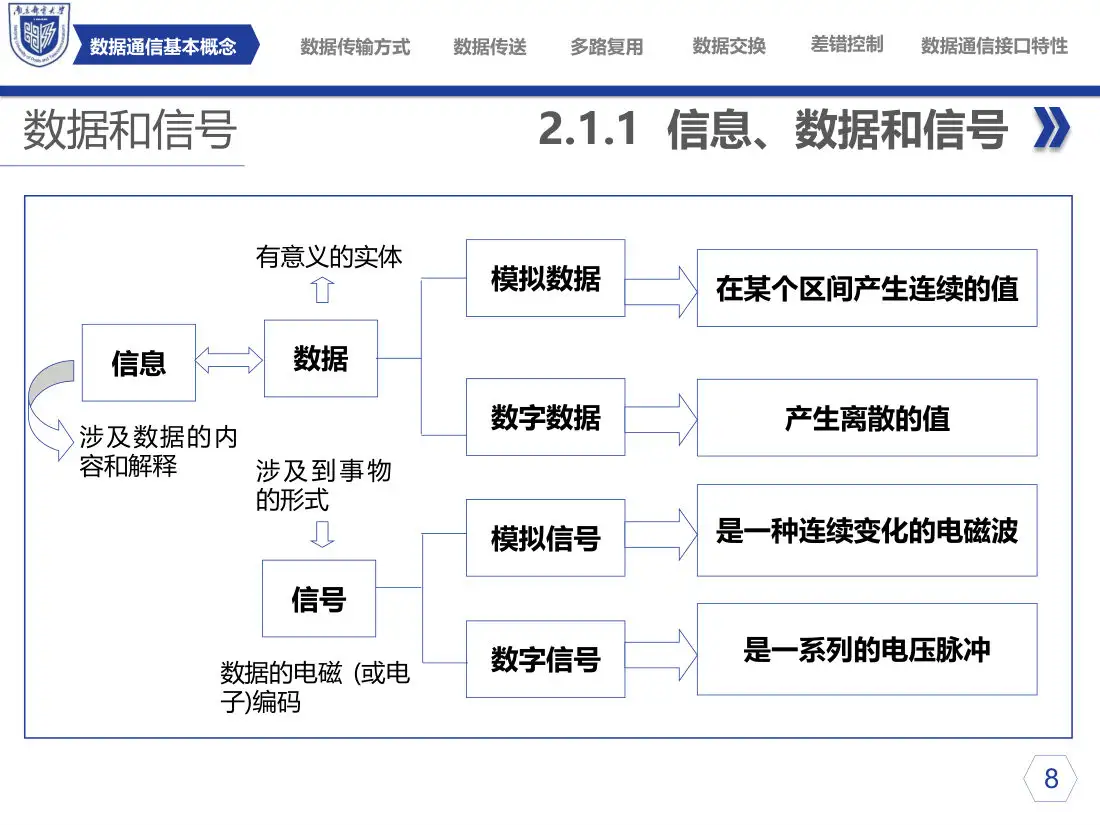 数据通信基本概念
数据传输方式
数据传送
多路复用
数据交换
差错控制
数据通信接口特性
数据和信号
2.1.1 信息、数据和信号
有意义的实体
模拟数据
在某个区间产生连续的值
信息
数据
数字数据
产生离散的值
涉及数据的内
容和解释
涉及到事物
的形式
模拟信号
是一种连续变化的电磁波
信号
数字信号
是一系列的电压脉冲
数据的电磁 (或电
子)编码
8